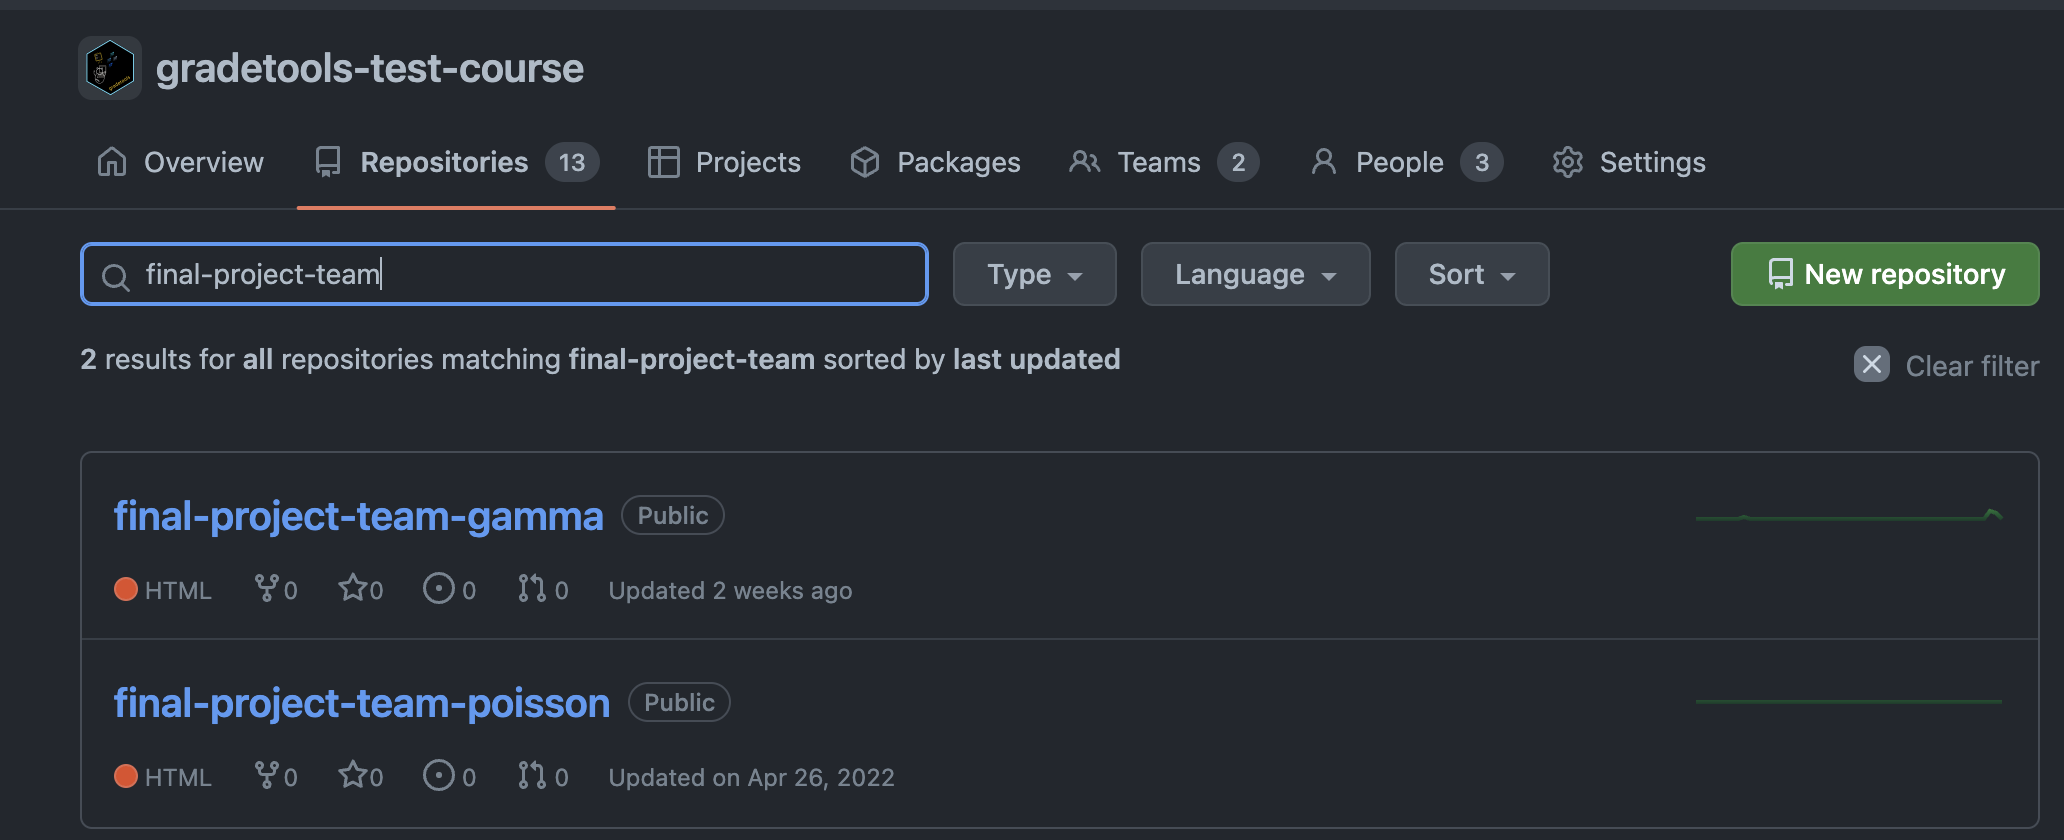 gradetools-test-course
Overview Repositories 13 Projects Packages Teams 2 People 3 Settings
final-project-team Type Language Sort New repository
2 results for all repositories matching final-project-team sorted by last updated Clear filter
final-project-team-gamma Public
HTML 0 0 0 0 Updated 2 weeks ago
final-project-team-poisson Public
HTML 0 0 0 0 Updated on Apr 26, 2022